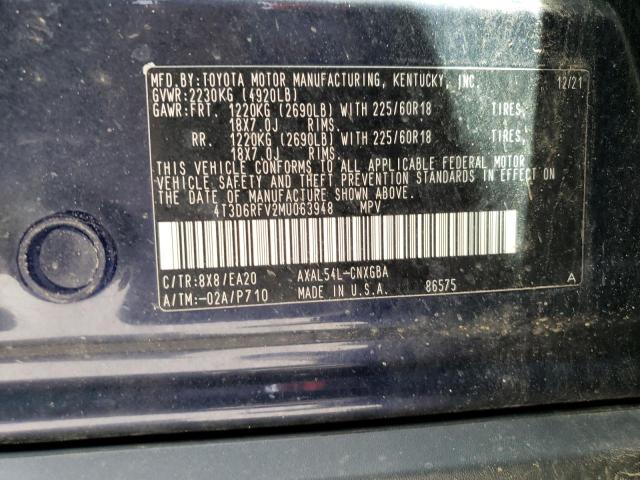 MFD.BY:TOYOTA MOTOR MANUFACTURING, KENTUCKY, INC. 12/21
GVWR:2230KG (4920LB)
GAWR:FRT. 1220KG (2690LB) WITH 225/60R18 TIRES,
18X7.0J RIMS.
RR. 1220KG (2690LB) WITH 225/60R18 TIRES,
18X7.0J RIMS.
THIS VEHICLE CONFORMS TO ALL APPLICABLE FEDERAL MOTOR
VEHICLE SAFETY AND THEFT PREVENTION STANDARDS IN EFFECT ON
THE DATE OF MANUFACTURE SHOWN ABOVE.
4T3D6RFV2MU063948 MPV
C/TR:8X8/EA20 AXAL54L-CNXGBA A
A/TM:-02A/P710 MADE IN U.S.A. 86575